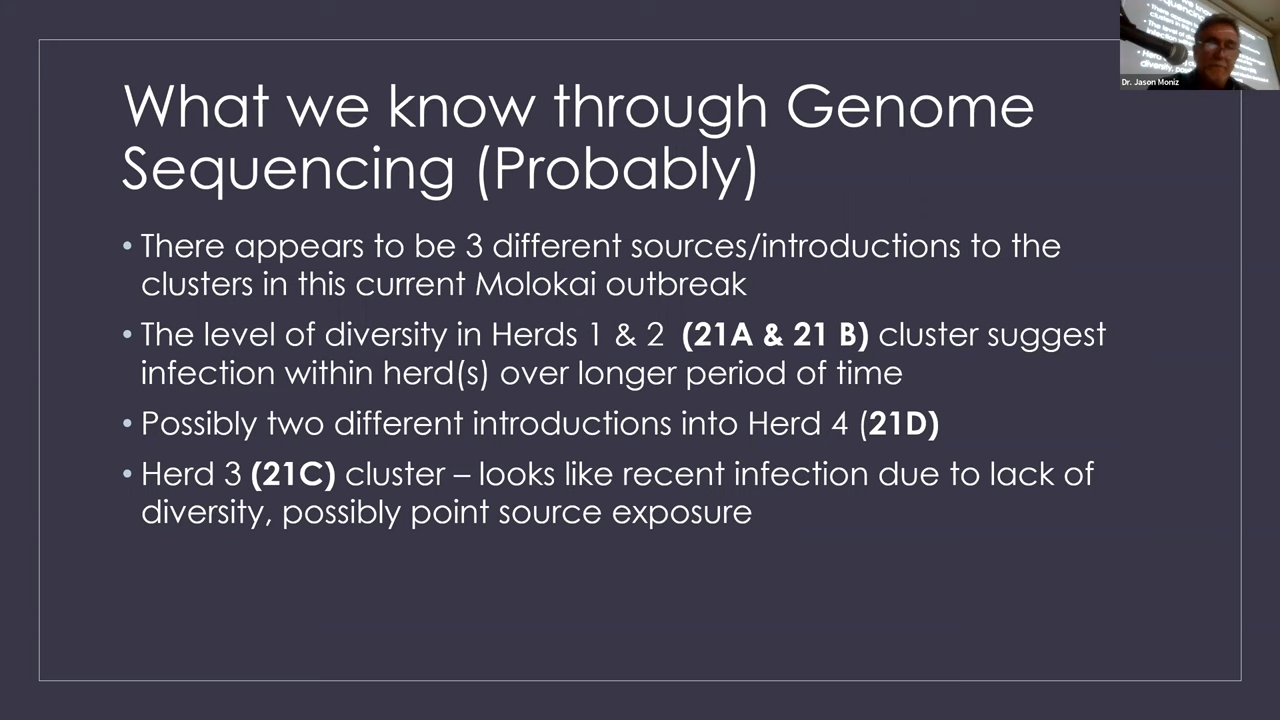 What we know through Genome
Sequencing (Probably)
• There appears to be 3 different sources/introductions to the
clusters in this current Molokai outbreak
• The level of diversity in Herds 1 & 2 (21A & 21 B) cluster suggest
infection within herd(s) over longer period of time
• Possibly two different introductions into Herd 4 (21D)
• Herd 3 (21C) cluster – looks like recent infection due to lack of
diversity, possibly point source exposure
Dr. Jason Moniz